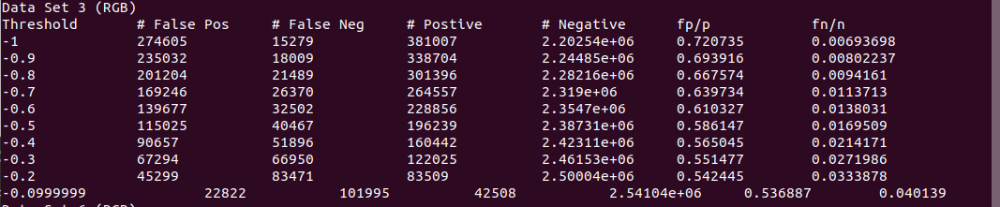 Data Set 3 (RGB)
Threshold # False Pos # False Neg # Postive # Negative fp/p fn/n
-1 274605 15279 381007 2.20254e+06 0.720735 0.00693698
-0.9 235032 18009 338704 2.24485e+06 0.693916 0.00802237
-0.8 201204 21489 301396 2.28216e+06 0.667574 0.0094161
-0.7 169246 26370 264557 2.319e+06 0.639734 0.0113713
-0.6 139677 32502 228856 2.3547e+06 0.610327 0.0138031
-0.5 115025 40467 196239 2.38731e+06 0.586147 0.0169509
-0.4 90657 51896 160442 2.42311e+06 0.565045 0.0214171
-0.3 67294 66950 122025 2.46153e+06 0.551477 0.0271986
-0.2 45299 83471 83509 2.50004e+06 0.542445 0.0333878
-0.0999999 22822 101995 42508 2.54104e+06 0.536887 0.040139